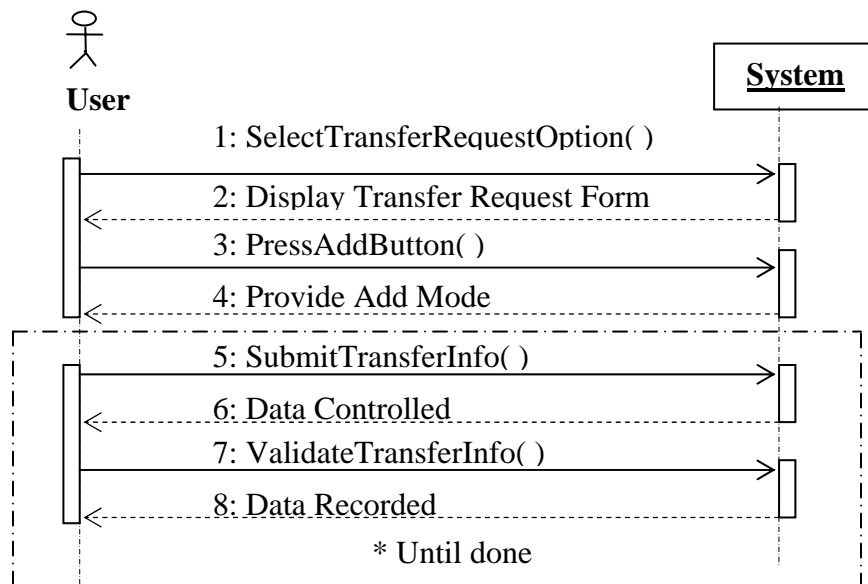 User
System
1: SelectTransferRequestOption( )
2: Display Transfer Request Form
3: PressAddButton( )
4: Provide Add Mode
5: SubmitTransferInfo( )
6: Data Controlled
7: ValidateTransferInfo( )
8: Data Recorded
* Until done